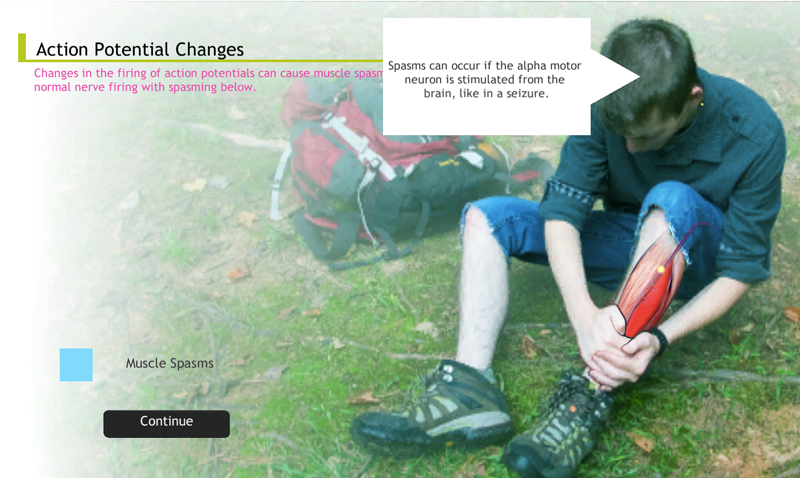 Action Potential Changes
Changes in the firing of action potentials can cause muscle
normal nerve firing with spasming below.
Spasms can occur if the alpha motor
neuron is stimulated from the
brain, like in a seizure.
Muscle Spasms
Continue